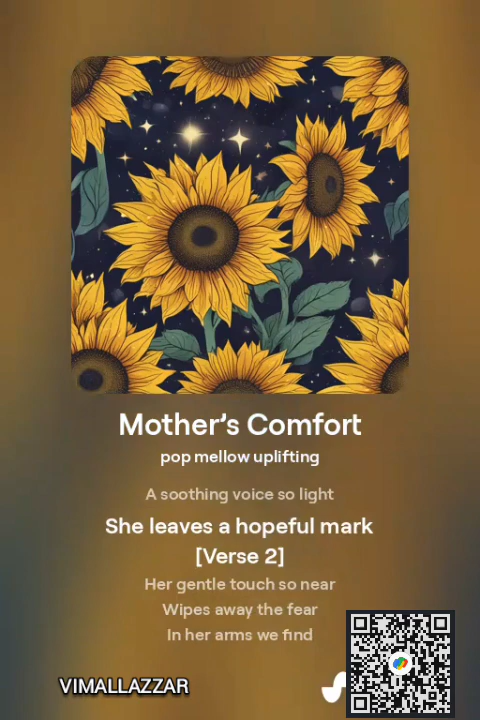 Mother's Comfort
pop mellow uplifting
A soothing voice so light
She leaves a hopeful mark
[Verse 2]
Her gentle touch so near
Wipes away the fear
In her arms we find
VIMALLAZZAR